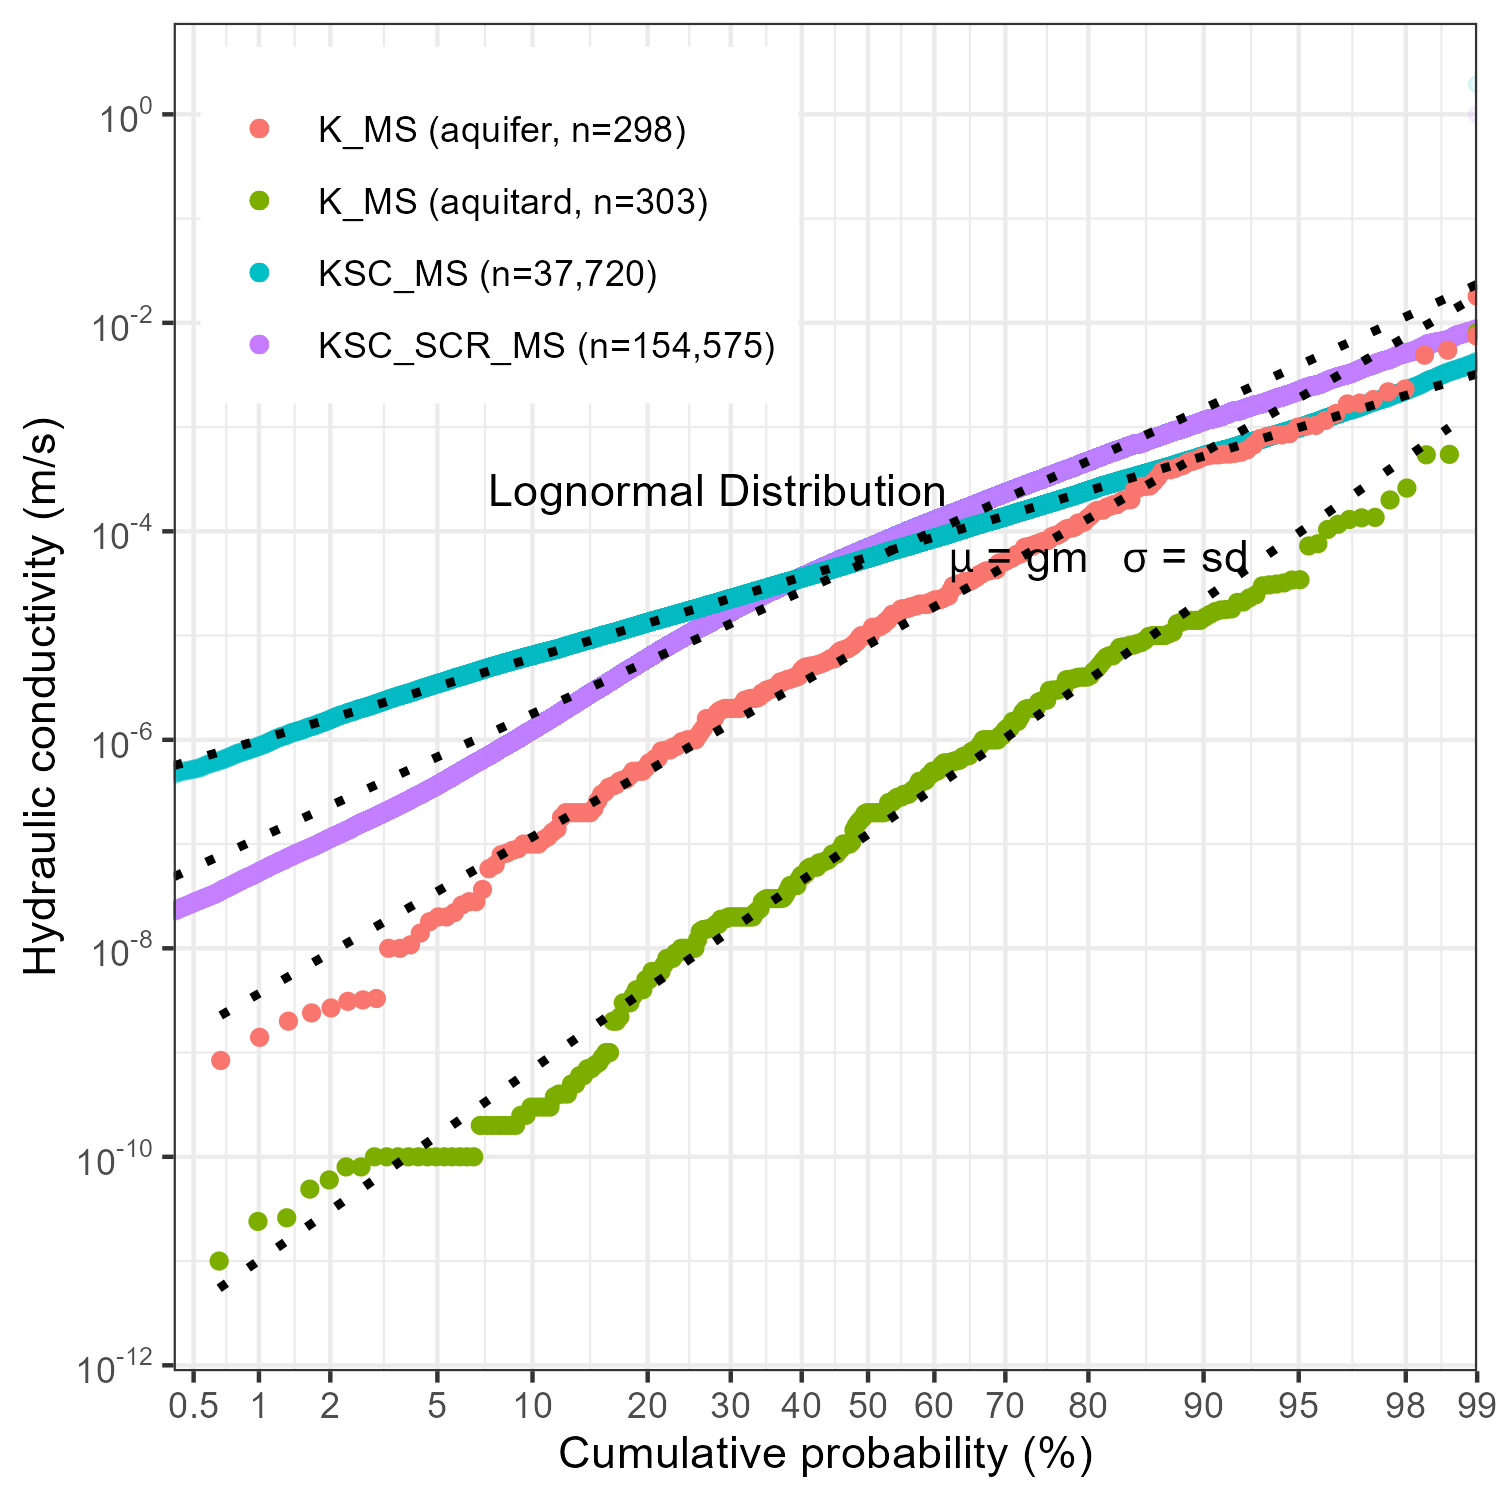 K_MS (aquifer, n=298)
K_MS (aquitard, n=303)
KSC_MS (n=37,720)
KSC_SCR_MS (n=154,575)
Lognormal Distribution
μ = gm σ = sd
Hydraulic conductivity (m/s)
10⁰
10⁻²
10⁻⁴
10⁻⁶
10⁻⁸
10⁻¹⁰
10⁻¹²
0.5 1 2 5 10 20 30 40 50 60 70 80 90 95 98 99
Cumulative probability (%)